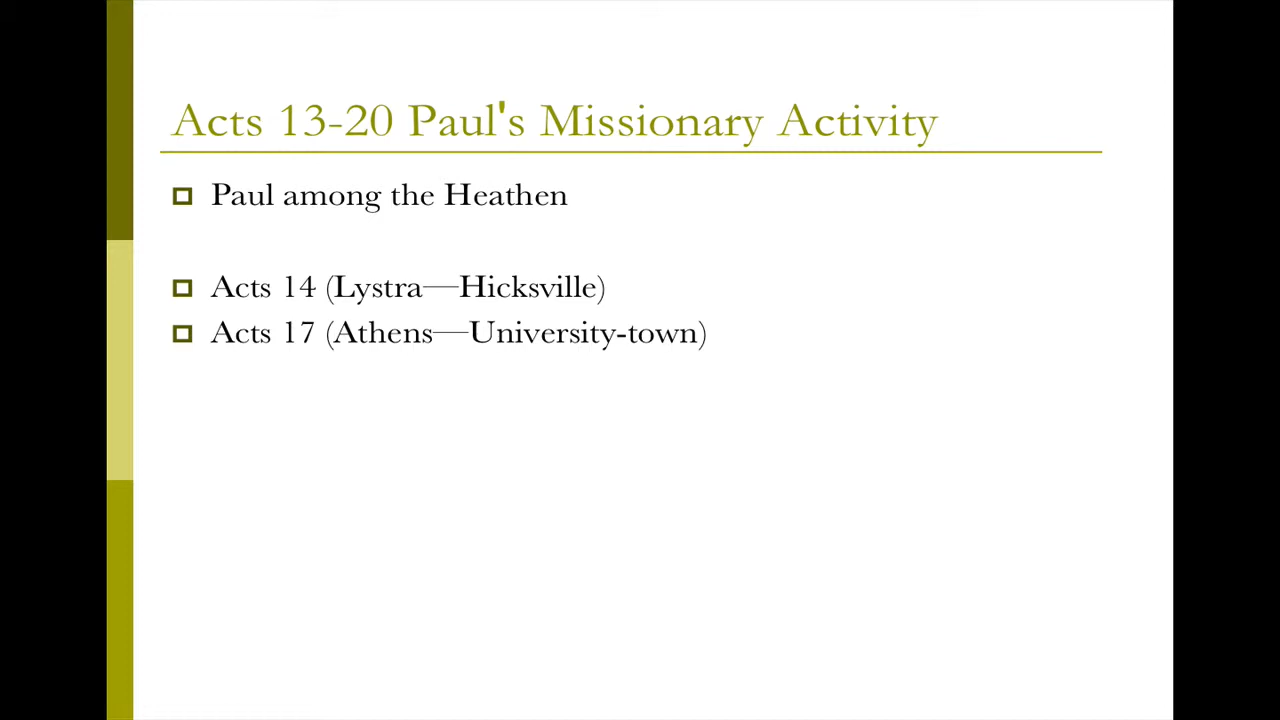 Acts 13-20 Paul's Missionary Activity
Paul among the Heathen
Acts 14 (Lystra—Hicksville)
Acts 17 (Athens—University-town)